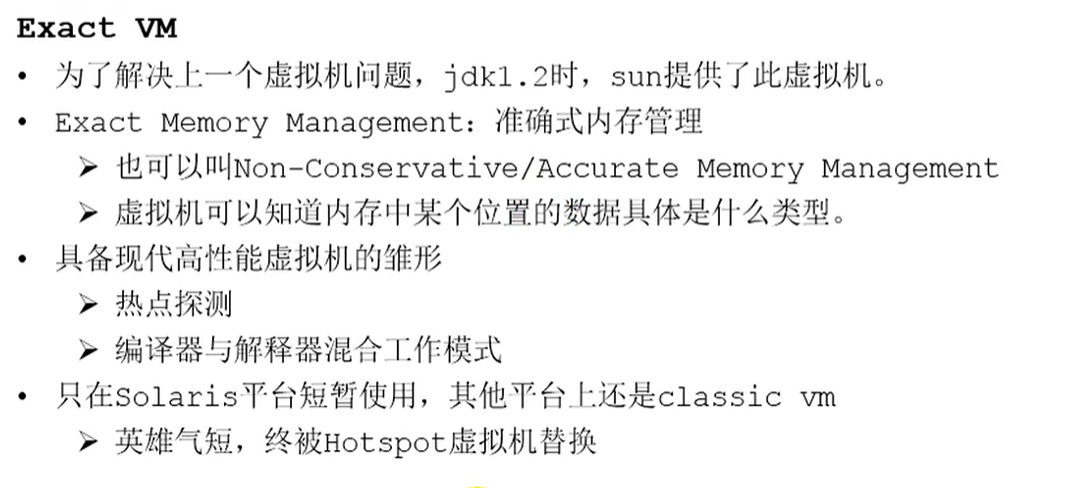 Exact VM
• 为了解决上一个虚拟机问题，jdk1.2时，sun提供了此虚拟机。
• Exact Memory Management：准确式内存管理
➢ 也可以叫Non-Conservative/Accurate Memory Management
➢ 虚拟机可以知道内存中某个位置的数据具体是什么类型。
• 具备现代高性能虚拟机的雏形
➢ 热点探测
➢ 编译器与解释器混合工作模式
• 只在Solaris平台短暂使用，其他平台上还是classic vm
➢ 英雄气短，终被Hotspot虚拟机替换